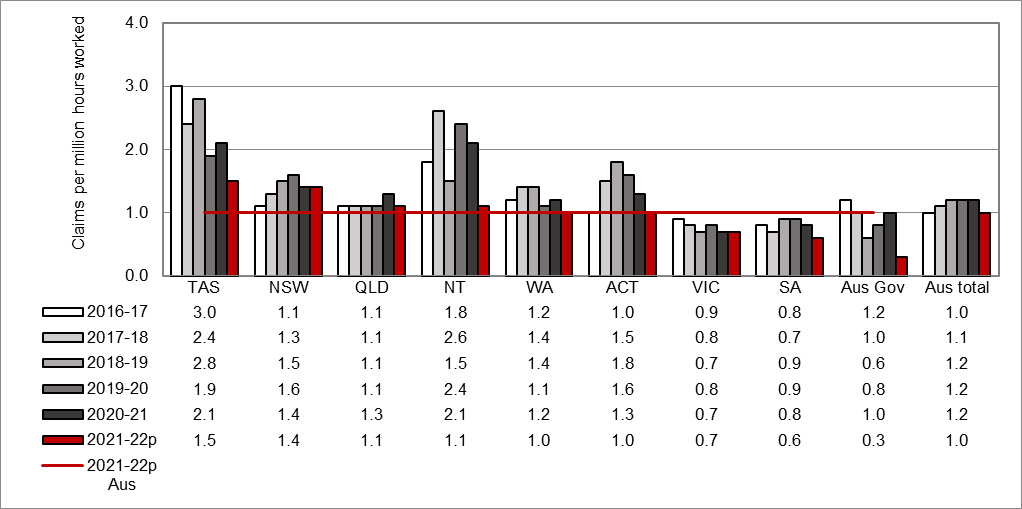 Claims per million hours worked
4.0
3.0
2.0
1.0
0.0
TAS NSW QLD NT WA ACT VIC SA Aus Gov Aus total
2016-17 3.0 1.1 1.1 1.8 1.2 1.0 0.9 0.8 1.2 1.0
2017-18 2.4 1.3 1.1 2.6 1.4 1.5 0.8 0.7 1.0 1.1
2018-19 2.8 1.5 1.1 1.5 1.4 1.8 0.7 0.9 0.6 1.2
2019-20 1.9 1.6 1.1 2.4 1.1 1.6 0.8 0.9 0.8 1.2
2020-21 2.1 1.4 1.3 2.1 1.2 1.3 0.7 0.8 1.0 1.2
2021-22p 1.5 1.4 1.1 1.1 1.0 1.0 0.7 0.6 0.3 1.0
2021-22p
Aus